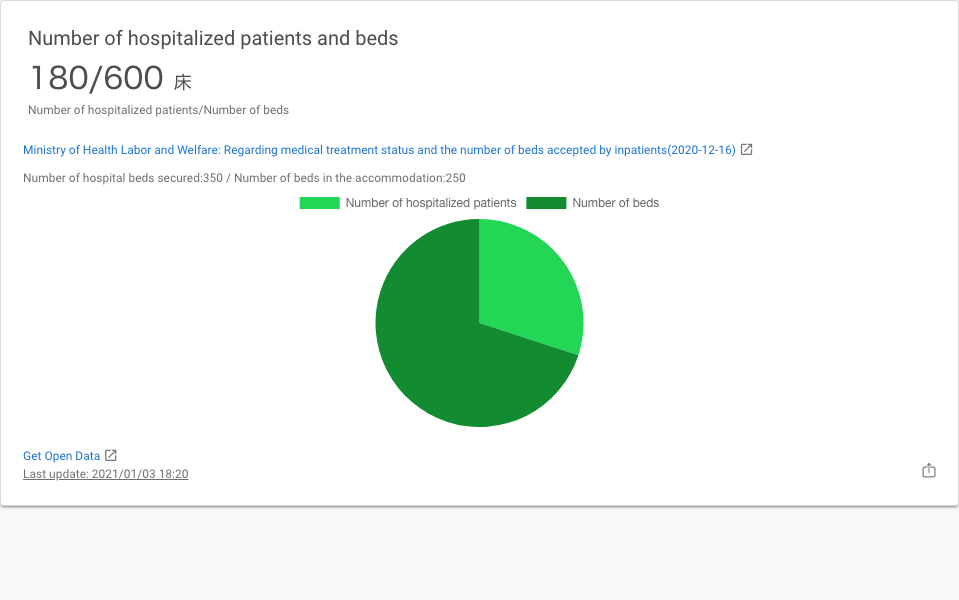 Number of hospitalized patients and beds
180/600 床
Number of hospitalized patients/Number of beds
Ministry of Health Labor and Welfare: Regarding medical treatment status and the number of beds accepted by inpatients(2020-12-16)
Number of hospital beds secured:350 / Number of beds in the accommodation:250
Number of hospitalized patients Number of beds
Get Open Data
Last update: 2021/01/03 18:20